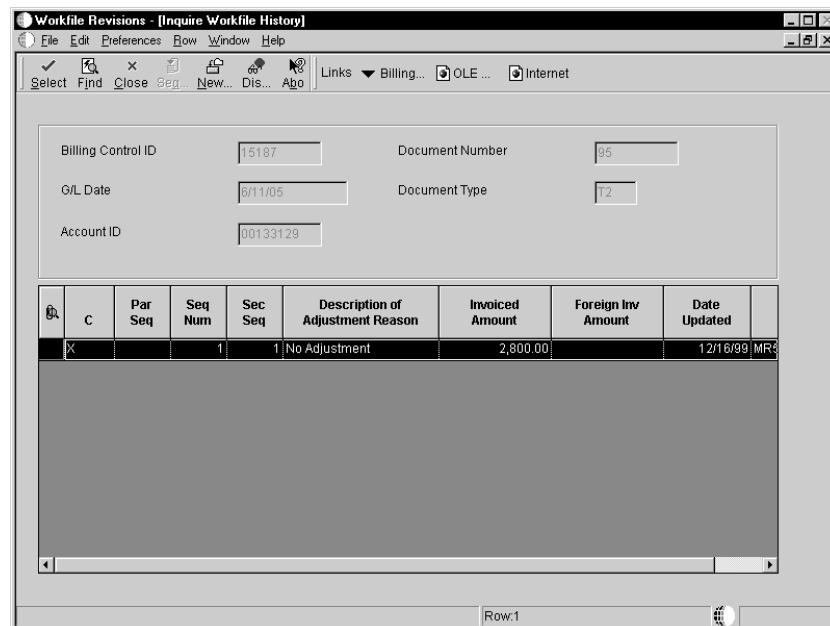 Workfile Revisions - [Inquire Workfile History]
File Edit Preferences Row Window Help
Select Find Close Seq... New... Dis... Abo Links Billing... OLE ... Internet
Billing Control ID 15187 Document Number 95
G/L Date 6/11/05 Document Type T2
Account ID 00133129
C Par Seq Seq Num Sec Seq Description of Adjustment Reason Invoiced Amount Foreign Inv Amount Date Updated
X 1 1 No Adjustment 2,800.00 12/16/99
Row:1